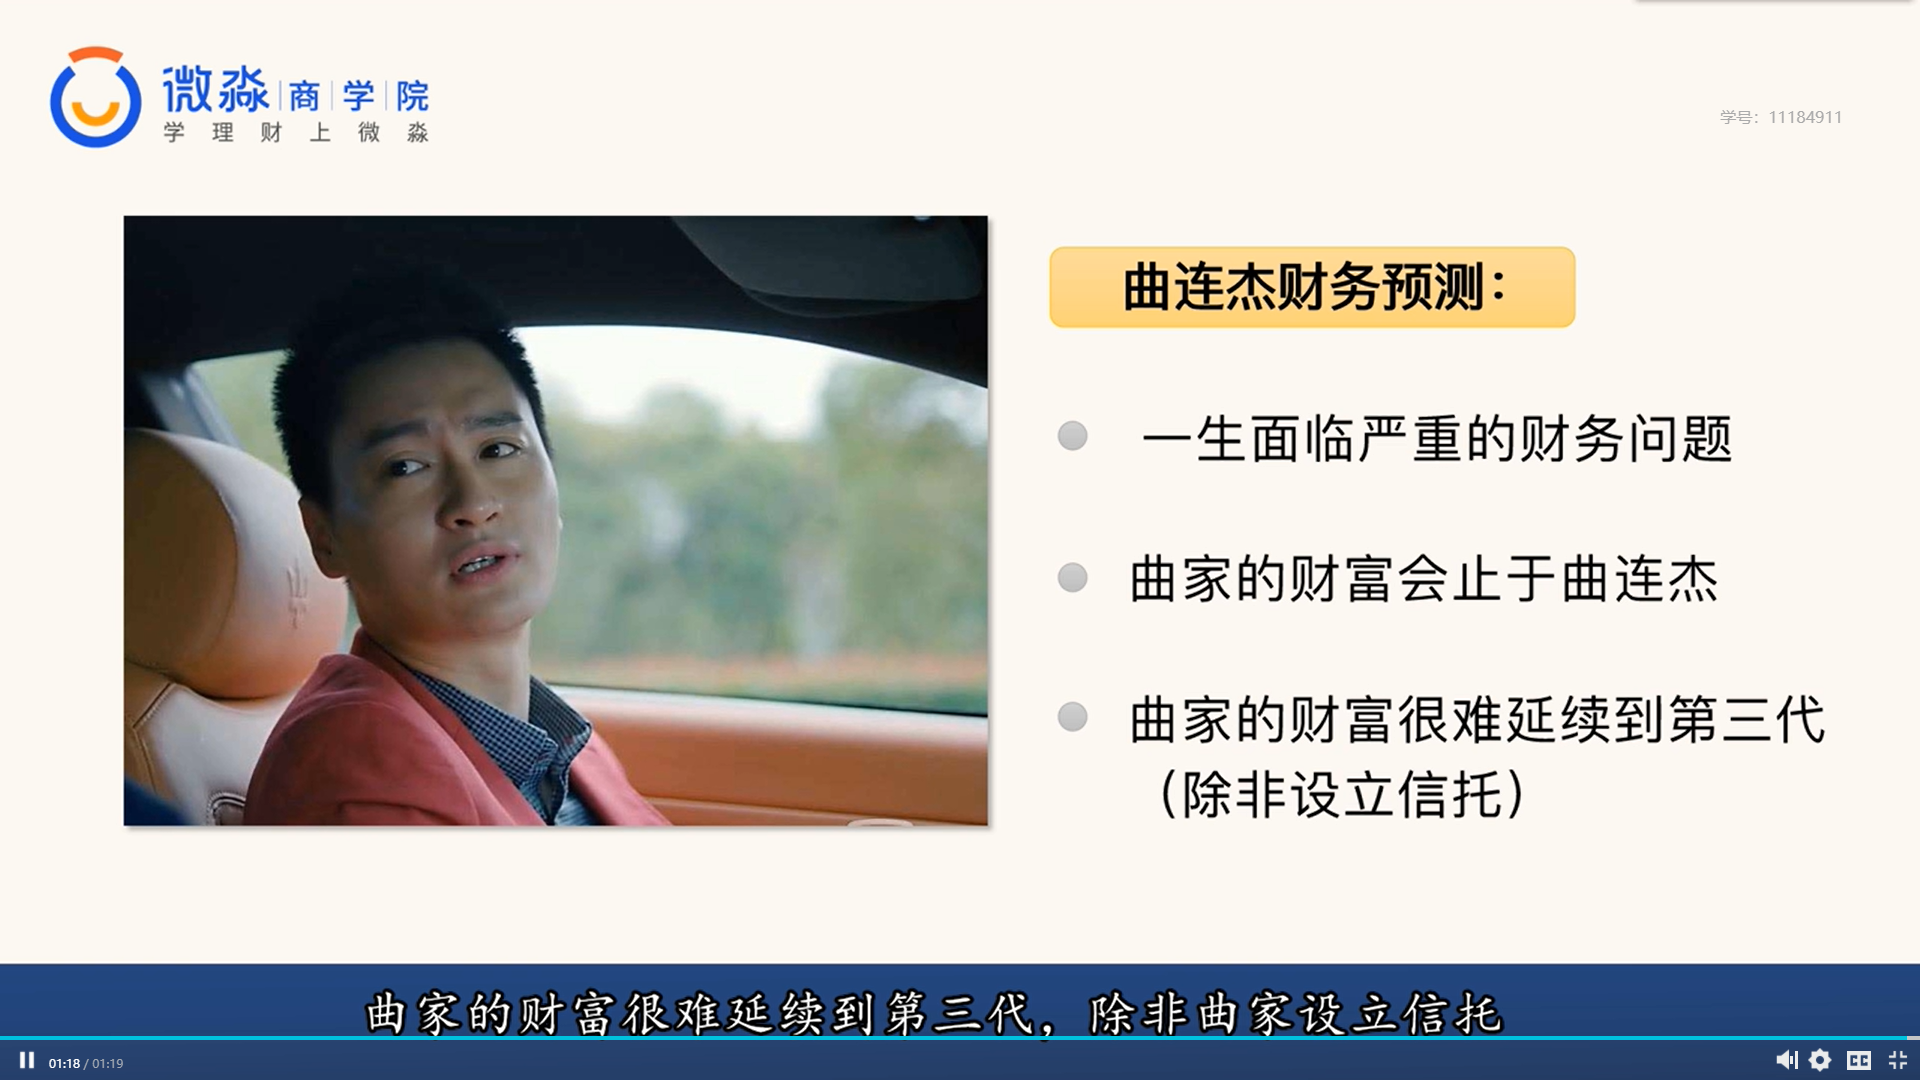 微淼 商 学 院
学理财上微淼
学号：11184911
曲连杰财务预测：
一生面临严重的财务问题
曲家的财富会止于曲连杰
曲家的财富很难延续到第三代
（除非设立信托）
曲家的财富很难延续到第三代，除非曲家设立信托
01:18 / 01:19
CC